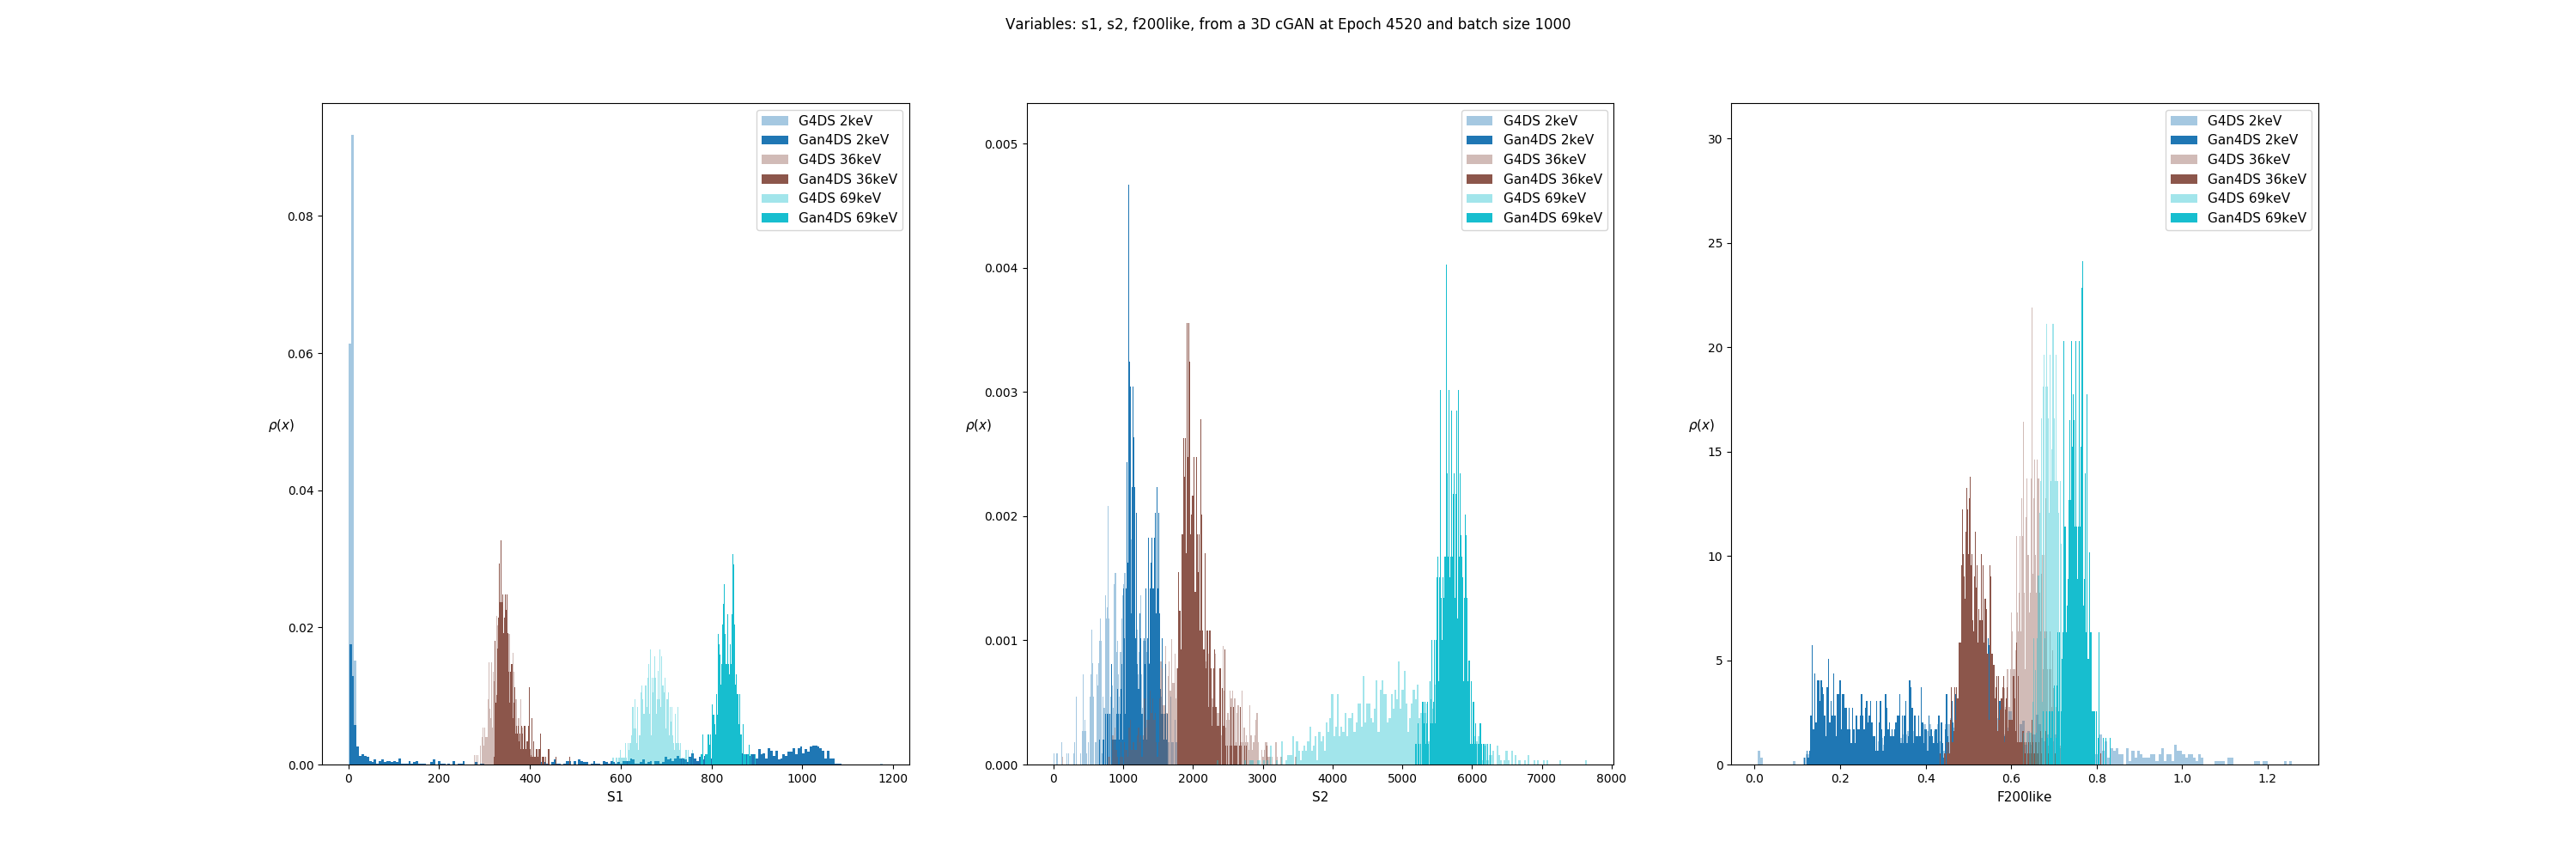 Variables: s1, s2, f200like, from a 3D cGAN at Epoch 4520 and batch size 1000
G4DS 2keV
Gan4DS 2keV
G4DS 36keV
Gan4DS 36keV
G4DS 69keV
Gan4DS 69keV
0.08
0.06
0.04
0.02
0.00
ρ(x)
0 200 400 600 800 1000 1200
S1
G4DS 2keV
Gan4DS 2keV
G4DS 36keV
Gan4DS 36keV
G4DS 69keV
Gan4DS 69keV
0.005
0.004
0.003
0.002
0.001
0.000
ρ(x)
0 1000 2000 3000 4000 5000 6000 7000 8000
S2
G4DS 2keV
Gan4DS 2keV
G4DS 36keV
Gan4DS 36keV
G4DS 69keV
Gan4DS 69keV
30
25
20
15
10
5
0
ρ(x)
0.0 0.2 0.4 0.6 0.8 1.0 1.2
F200like